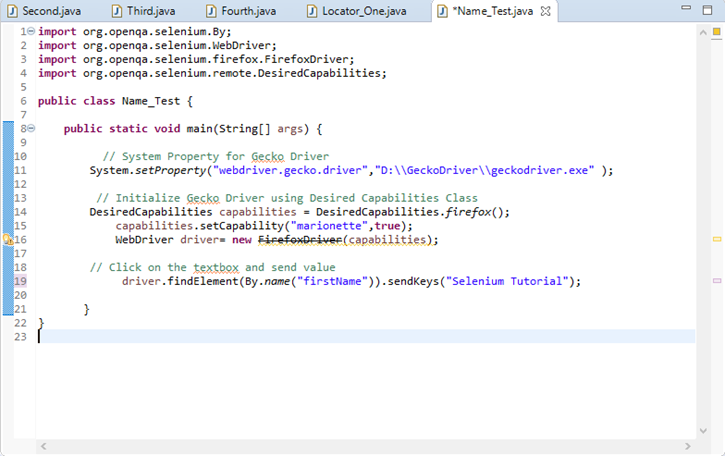 Second.java Third.java Fourth.java Locator_One.java *Name_Test.java
1 import org.openqa.selenium.By;
2 import org.openqa.selenium.WebDriver;
3 import org.openqa.selenium.firefox.FirefoxDriver;
4 import org.openqa.selenium.remote.DesiredCapabilities;
5
6 public class Name_Test {
7
8 public static void main(String[] args) {
9
10 // System Property for Gecko Driver
11 System.setProperty("webdriver.gecko.driver","D:\\GeckoDriver\\geckodriver.exe" );
12
13 // Initialize Gecko Driver using Desired Capabilities Class
14 DesiredCapabilities capabilities = DesiredCapabilities.firefox();
15 capabilities.setCapability("marionette",true);
16 WebDriver driver= new FirefoxDriver(capabilities);
17
18 // Click on the textbox and send value
19 driver.findElement(By.name("firstName")).sendKeys("Selenium Tutorial");
20
21 }
22 }
23